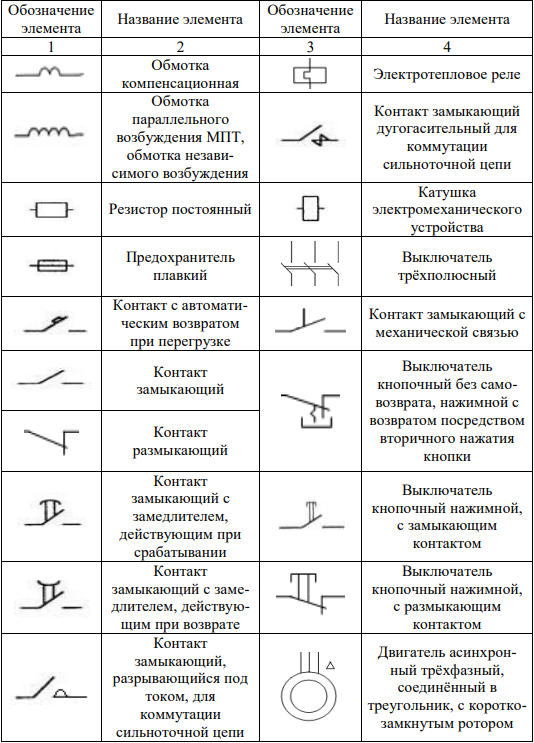 Обозначение элемента
Название элемента
Обозначение элемента
Название элемента
1
2
3
4
Обмотка
компенсационная
Электротепловое реле
Обмотка
параллельного
возбуждения МПТ,
обмотка незави-
симого возбуждения
Контакт замыкающий
дугогасительный для
коммутации
сильноточной цепи
Резистор постоянный
Катушка
электромеханического
устройства
Предохранитель
плавкий
Выключатель
трёхполюсный
Контакт с автомати-
ческим возвратом
при перегрузке
Контакт замыкающий с
механической связью
Контакт
замыкающий
Выключатель
кнопочный без само-
возврата, нажимной с
возвратом посредством
вторичного нажатия
кнопки
Контакт
размыкающий
Контакт
замыкающий с
замедлителем,
действующим при
срабатывании
Выключатель
кнопочный нажимной,
с замыкающим
контактом
Контакт
замыкающий с заме-
длителем, действую-
щим при возврате
Выключатель
кнопочный нажимной,
с размыкающим
контактом
Контакт
замыкающий,
разрывающийся под
током, для
коммутации
сильноточной цепи
Двигатель асинхрон-
ный трёхфазный,
соединённый в
треугольник, с коротко-
замкнутым ротором